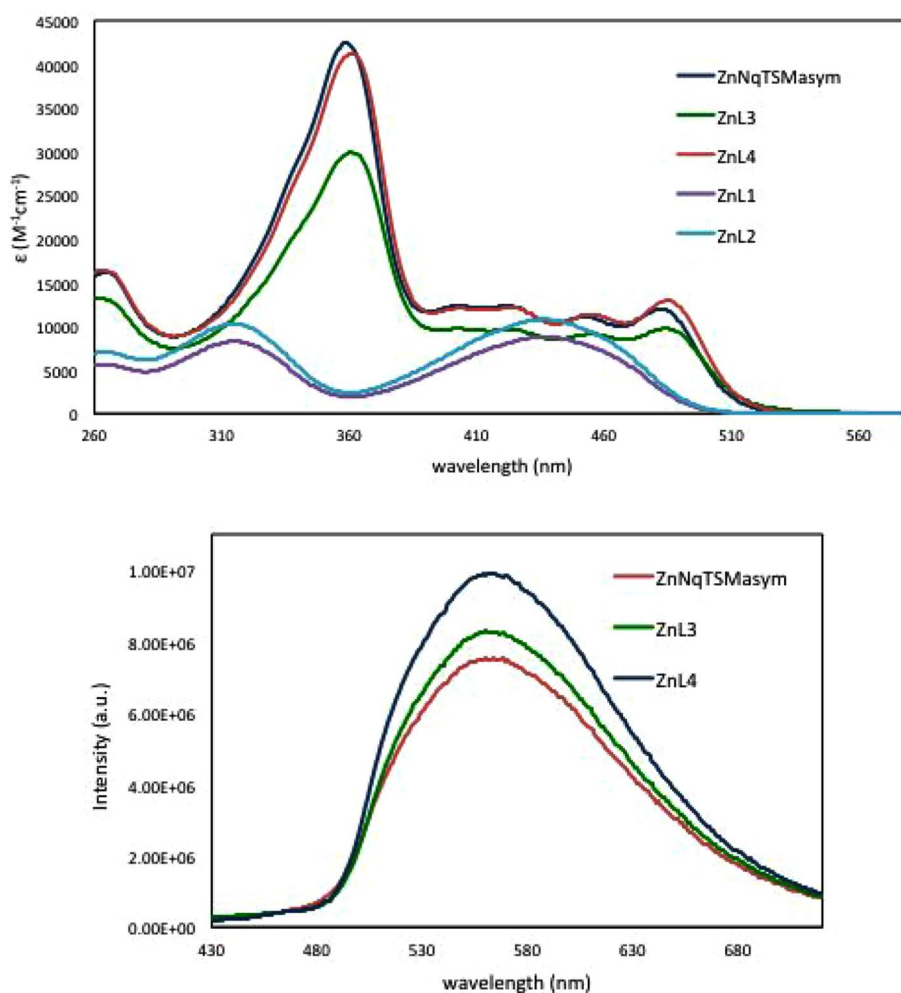 45000
40000
35000
30000
25000
20000
15000
10000
5000
0
ε (M⁻¹cm⁻¹)
260 310 360 410 460 510 560
wavelength (nm)
ZnNqTSMasym
ZnL3
ZnL4
ZnL1
ZnL2
1.00E+07
8.00E+06
6.00E+06
4.00E+06
2.00E+06
0.00E+00
Intensity (a.u.)
430 480 530 580 630 680
wavelength (nm)
ZnNqTSMasym
ZnL3
ZnL4